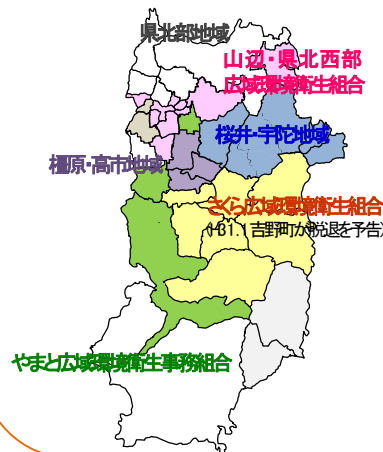 県北部地域
山辺・県北西部
広域環境衛生組合
桜井・宇陀地域
橿原・高市地域
さくら広域環境衛生組合
(H31.1 吉野町が脱退を予告)
やまと広域環境衛生事務組合